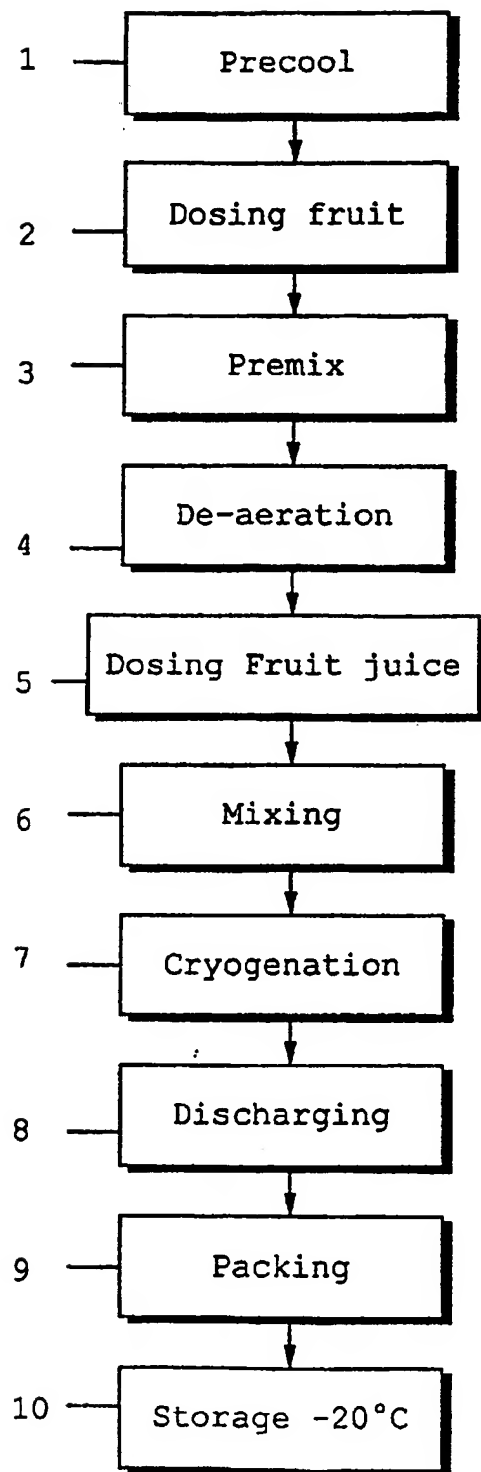 1 Precool
2 Dosing fruit
3 Premix
4 De-aeration
5 Dosing Fruit juice
6 Mixing
7 Cryogenation
8 Discharging
9 Packing
10 Storage -20°C